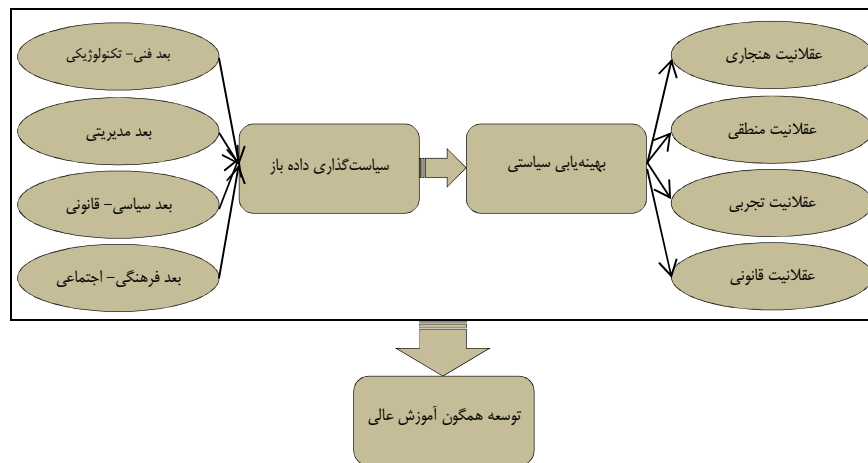 عقلانیت هنجاری
عقلانیت منطقی
عقلانیت تجربی
عقلانیت قانونی
بهینه‌یابی سیاستی
سیاست‌گذاری داده باز
بعد فنی- تکنولوژیکی
بعد مدیریتی
بعد سیاسی- قانونی
بعد فرهنگی- اجتماعی
توسعه همگون آموزش عالی